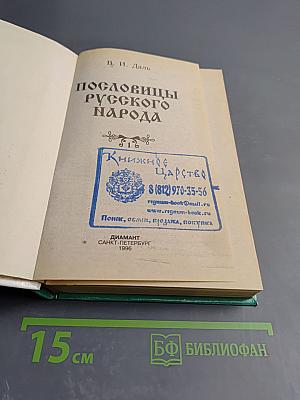 В. И. Даль
ПОСЛОВИЦЫ
РУССКОГО
НАРОДА
1
Книжное
Царство
8 (812) 970-35-56
regnum-book@mail.ru
www.regnum-book.ru
Поиск, обмен, продажа, покупка
ДИАМАНТ
САНКТ-ПЕТЕРБУРГ
1996
15 см
БФ БИБЛИОФАН